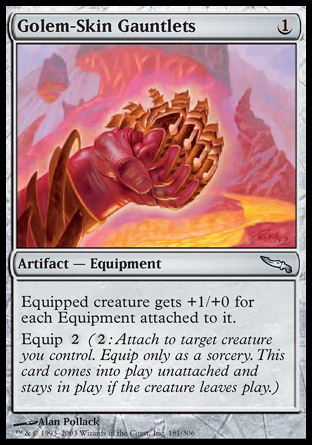 Golem-Skin Gauntlets 1
Artifact — Equipment
Equipped creature gets +1/+0 for
each Equipment attached to it.
Equip 2 (2: Attach to target creature
you control. Equip only as a sorcery. This
card comes into play unattached and
stays in play if the creature leaves play.)
Alan Pollack
™ & © 1993–2003 Wizards of the Coast, Inc. 181/306